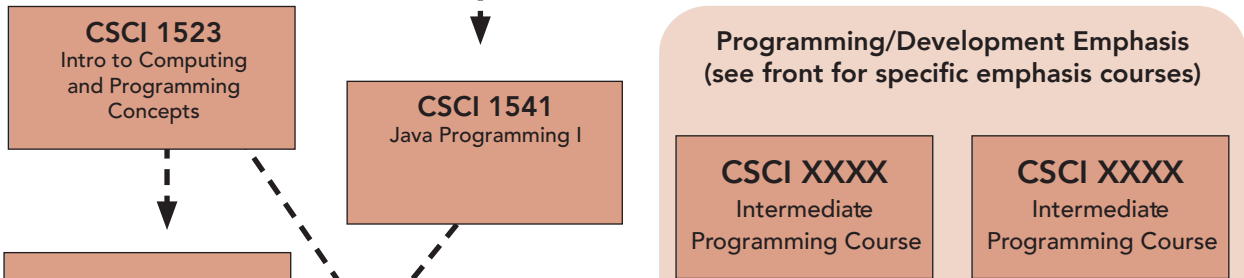 CSCI 1523
Intro to Computing
and Programming
Concepts
CSCI 1541
Java Programming I
Programming/Development Emphasis
(see front for specific emphasis courses)
CSCI XXXX
Intermediate
Programming Course
CSCI XXXX
Intermediate
Programming Course